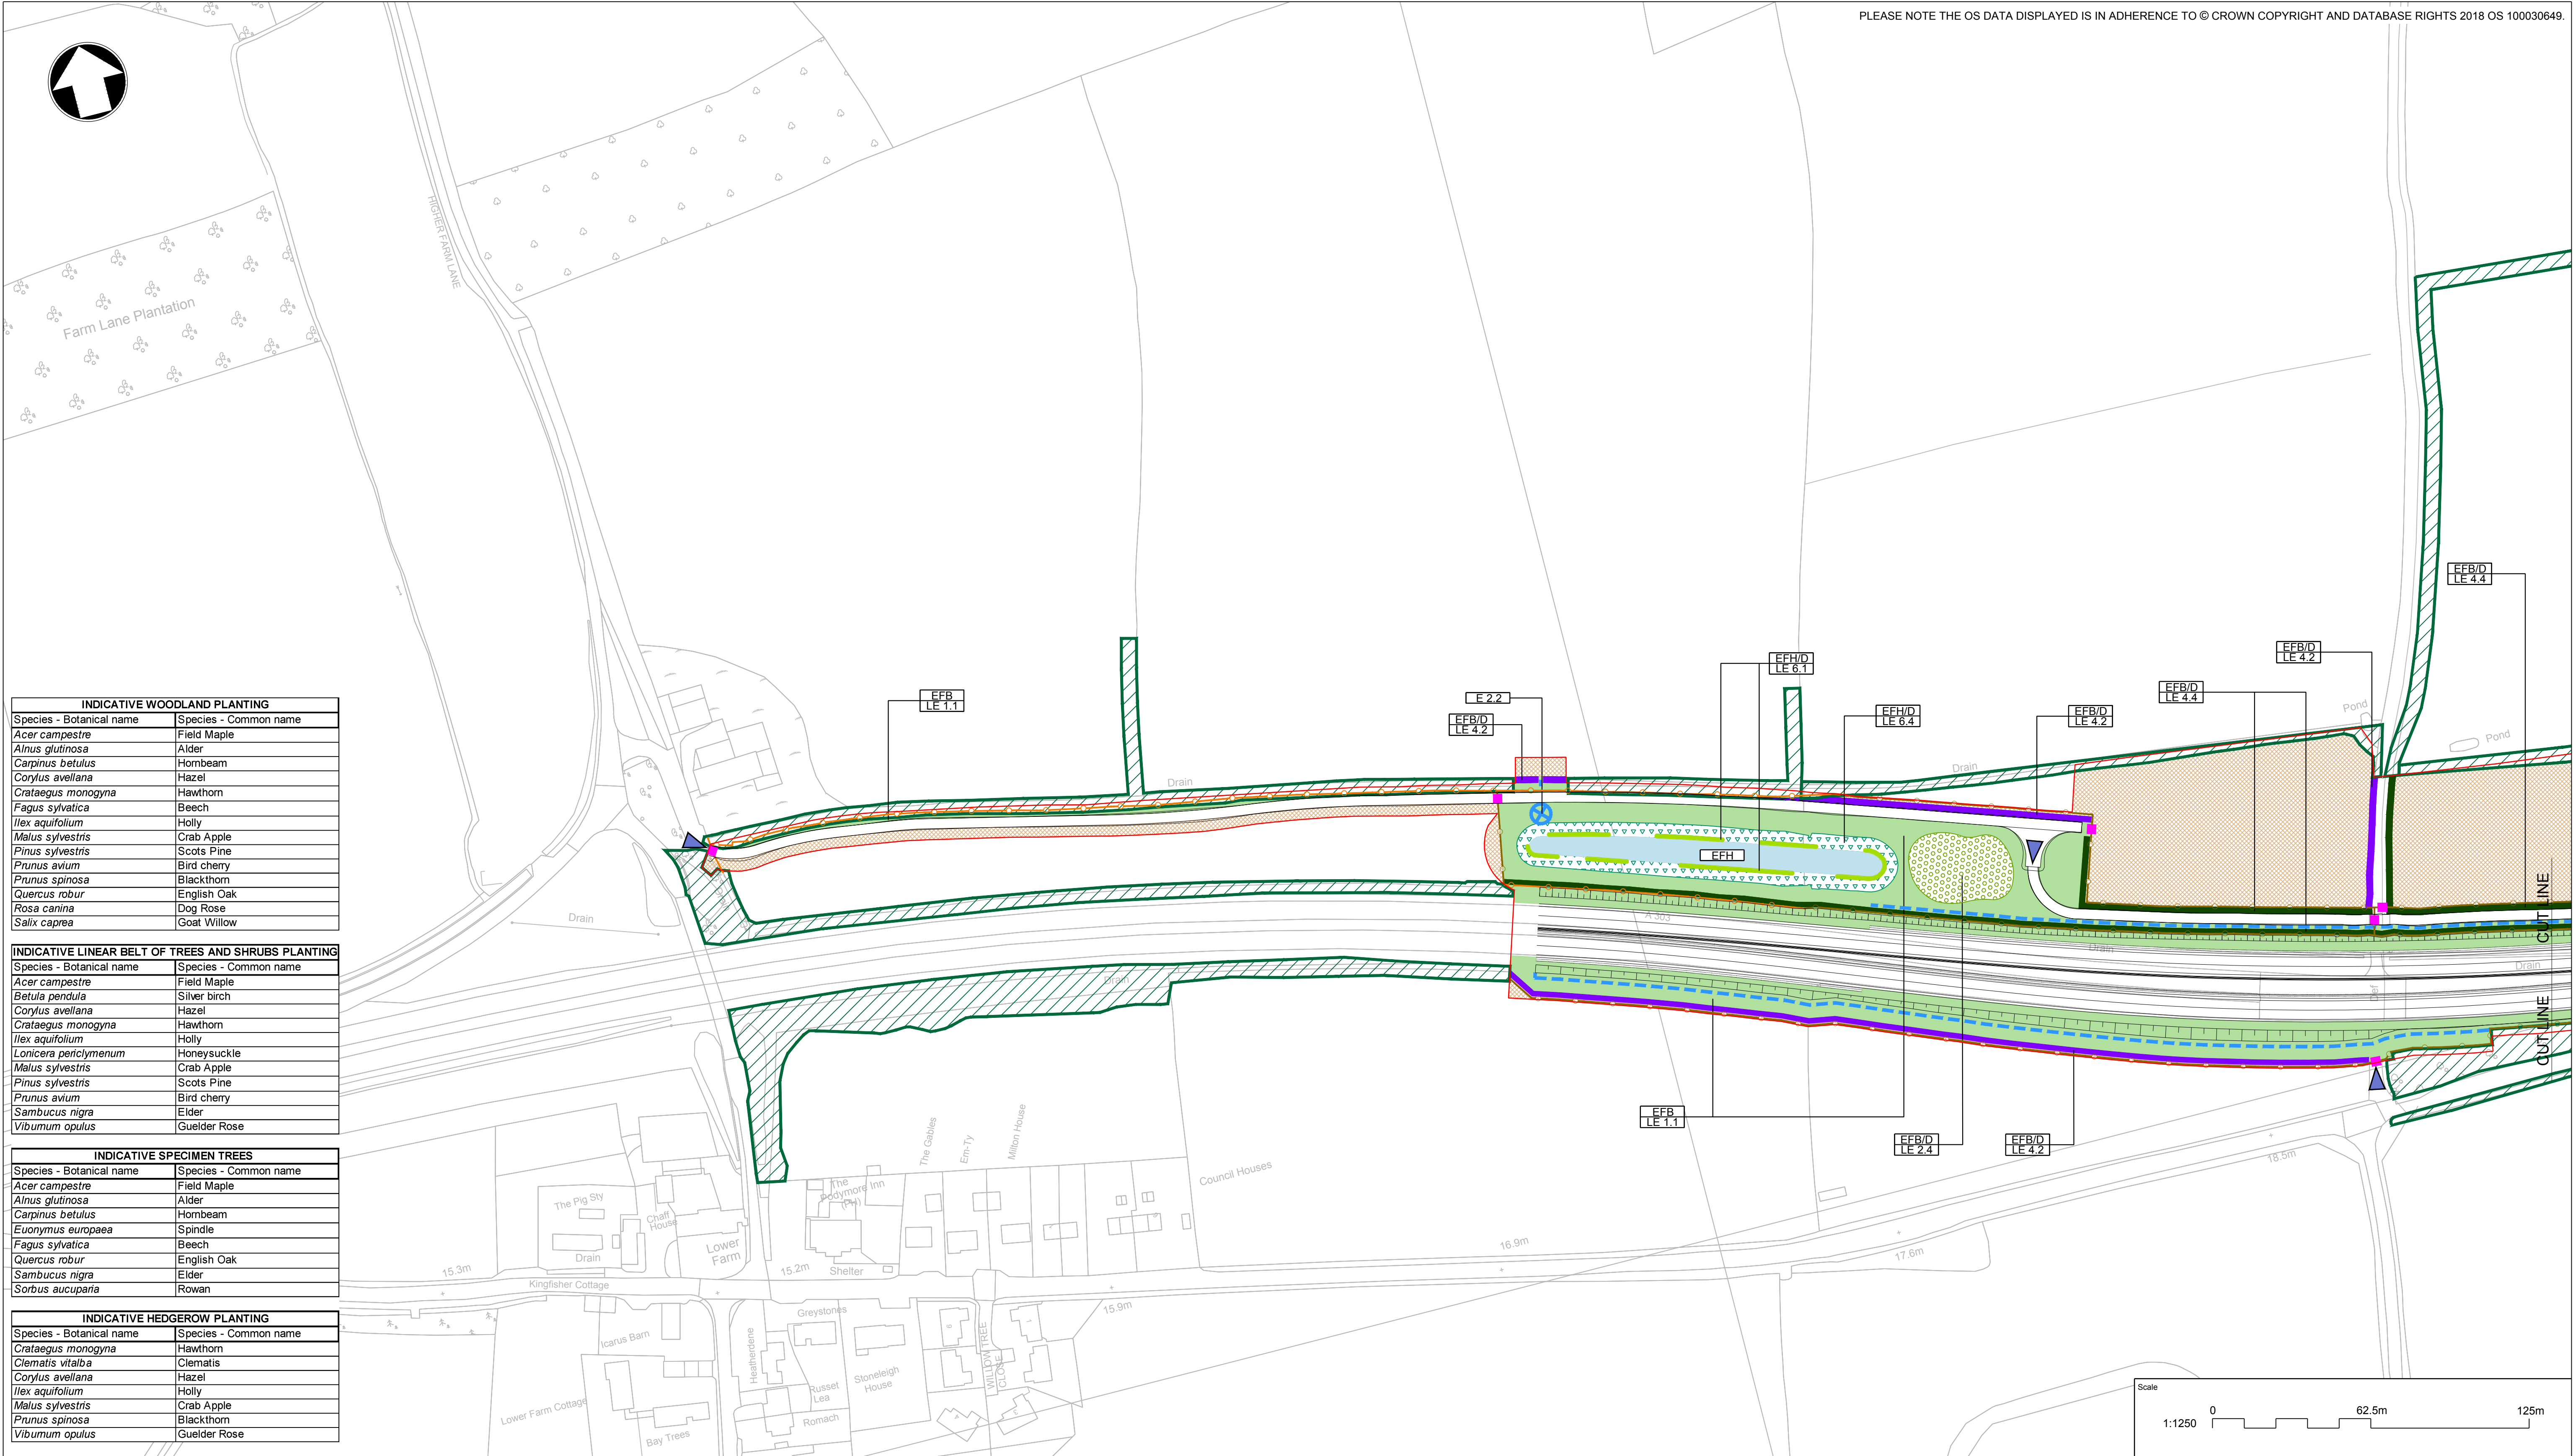 PLEASE NOTE THE OS DATA DISPLAYED IS IN ADHERENCE TO © CROWN COPYRIGHT AND DATABASE RIGHTS 2018 OS 100030649.
HIGHER FARM LANE
Farm Lane Plantation
EFB/D
LE 4.4
EFB/D
LE 4.2
EFH/D
LE 6.1
EFB/D
LE 4.4
EFB
LE 1.1
E 2.2
EFB/D
LE 4.2
EFH/D
LE 6.4
EFB/D
LE 4.2
Pond
Pond
Drain
Drain
EFH
A 303
Drain
Drain
Drain
Drain
Def
CUT LINE
CUT LINE
EFB
LE 1.1
EFB/D
LE 2.4
EFB/D
LE 4.2
INDICATIVE WOODLAND PLANTING
Species - Botanical name Species - Common name
Acer campestre Field Maple
Alnus glutinosa Alder
Carpinus betulus Hornbeam
Corylus avellana Hazel
Crataegus monogyna Hawthorn
Fagus sylvatica Beech
Ilex aquifolium Holly
Malus sylvestris Crab Apple
Pinus sylvestris Scots Pine
Prunus avium Bird cherry
Prunus spinosa Blackthorn
Quercus robur English Oak
Rosa canina Dog Rose
Salix caprea Goat Willow
INDICATIVE LINEAR BELT OF TREES AND SHRUBS PLANTING
Species - Botanical name Species - Common name
Acer campestre Field Maple
Betula pendula Silver birch
Corylus avellana Hazel
Crataegus monogyna Hawthorn
Ilex aquifolium Holly
Lonicera periclymenum Honeysuckle
Malus sylvestris Crab Apple
Pinus sylvestris Scots Pine
Prunus avium Bird cherry
Sambucus nigra Elder
Viburnum opulus Guelder Rose
INDICATIVE SPECIMEN TREES
Species - Botanical name Species - Common name
Acer campestre Field Maple
Alnus glutinosa Alder
Carpinus betulus Hornbeam
Euonymus europaea Spindle
Fagus sylvatica Beech
Quercus robur English Oak
Sambucus nigra Elder
Sorbus aucuparia Rowan
INDICATIVE HEDGEROW PLANTING
Species - Botanical name Species - Common name
Crataegus monogyna Hawthorn
Clematis vitalba Clematis
Corylus avellana Hazel
Ilex aquifolium Holly
Malus sylvestris Crab Apple
Prunus spinosa Blackthorn
Viburnum opulus Guelder Rose
The Gables
Em-Ty
Milton House
Council Houses
The
Podymore Inn
(PH)
The Pig Sty
Chaff
House
Lower
Farm
Drain
15.3m
15.2m
Shelter
Kingfisher Cottage
16.9m
17.6m
18.5m
15.9m
Greystones
Icarus Barn
Heatherdene
Russet
Lea
Stoneleigh
House
WILLOW TREE
CLOSE
Lower Farm Cottage
Romach
Bay Trees
Scale
1:1250
0 62.5m 125m